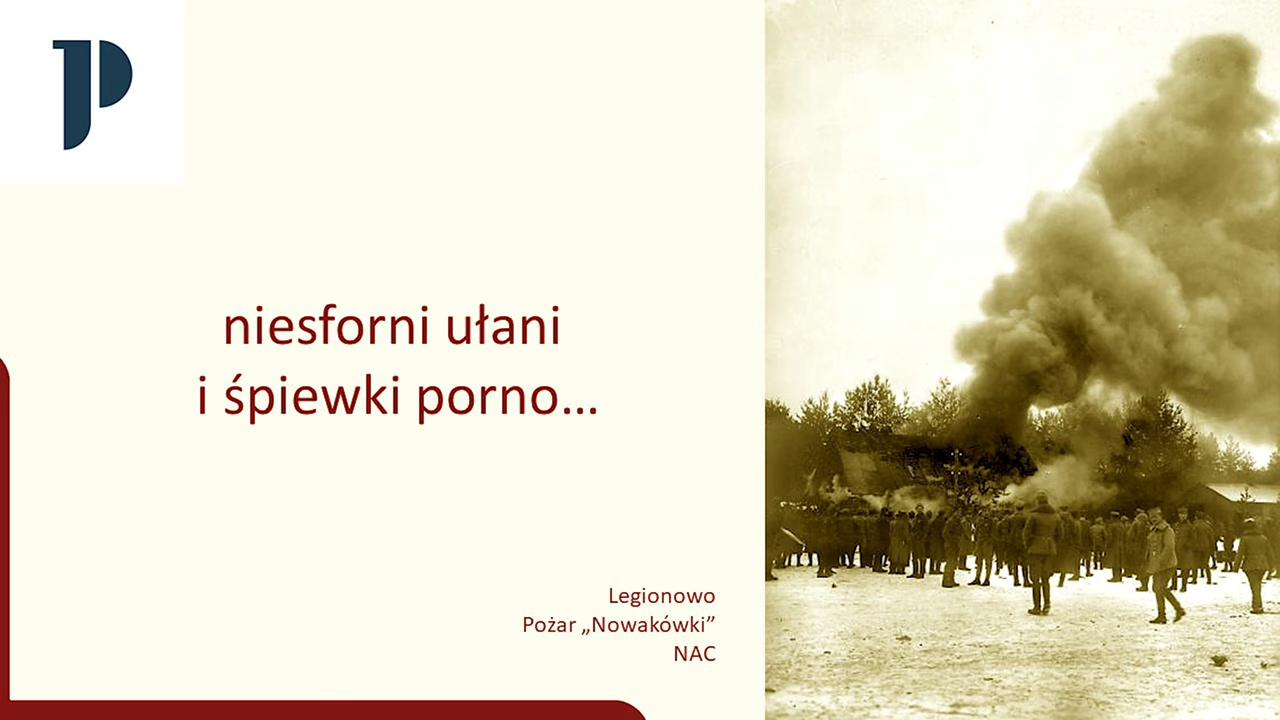 niesforni ułani
i śpiewki porno...
Legionowo
Pożar „Nowakówki”
NAC